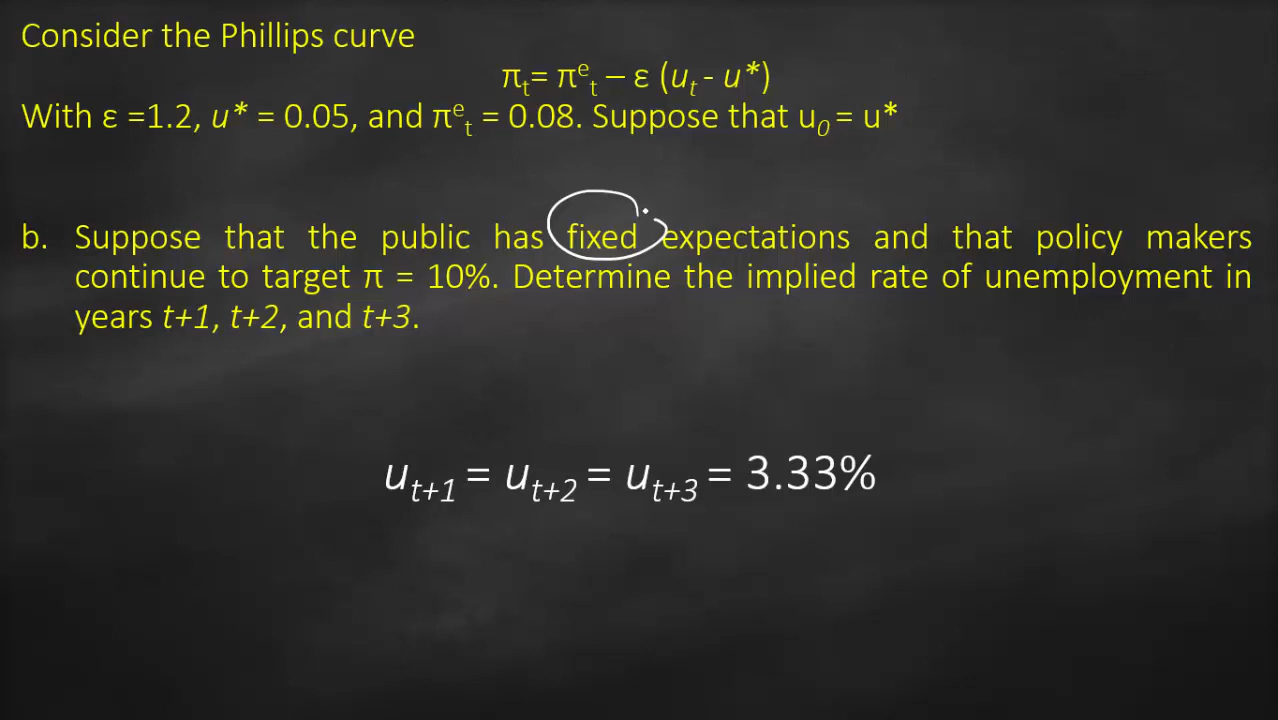 Consider the Phillips curve
πₜ= πᵉₜ – ε (uₜ - u*)
With ε =1.2, u* = 0.05, and πᵉₜ = 0.08. Suppose that u₀ = u*
b. Suppose that the public has fixed expectations and that policy makers
continue to target π = 10%. Determine the implied rate of unemployment in
years t+1, t+2, and t+3.
uₜ₊₁ = uₜ₊₂ = uₜ₊₃ = 3.33%